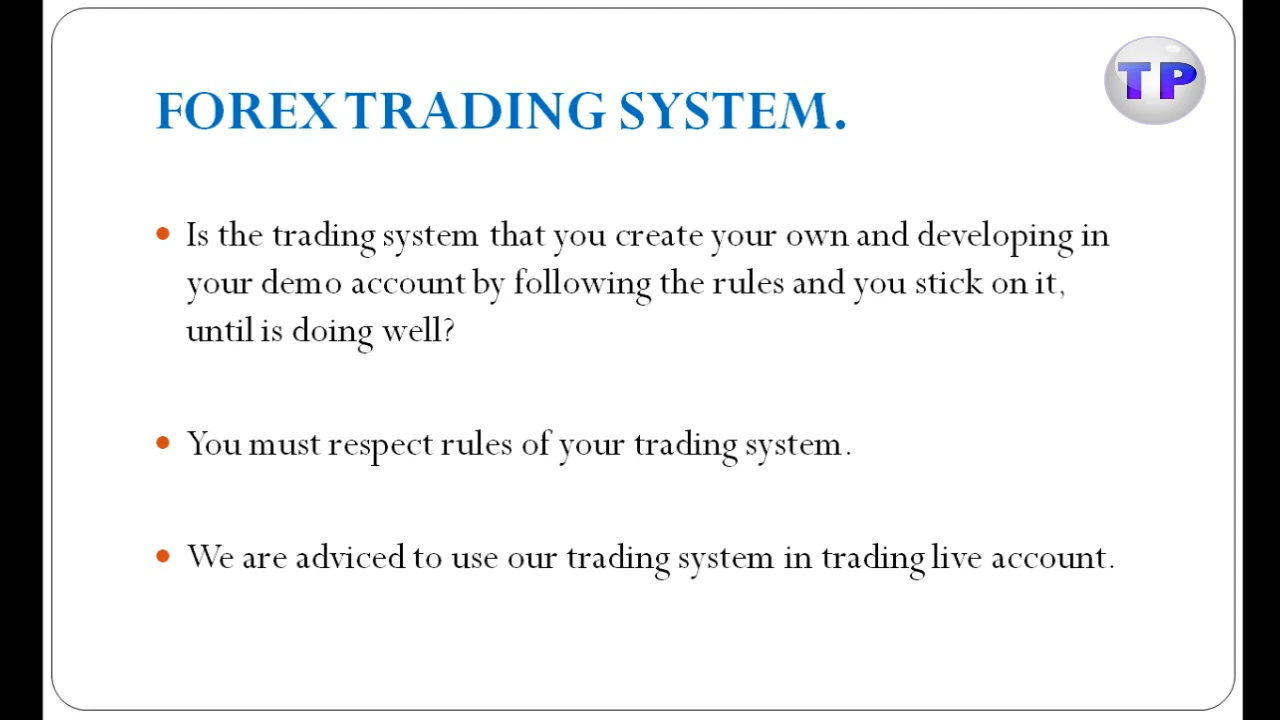 TP
FOREX TRADING SYSTEM.
Is the trading system that you create your own and developing in
your demo account by following the rules and you stick on it,
until is doing well?
You must respect rules of your trading system.
We are adviced to use our trading system in trading live account.